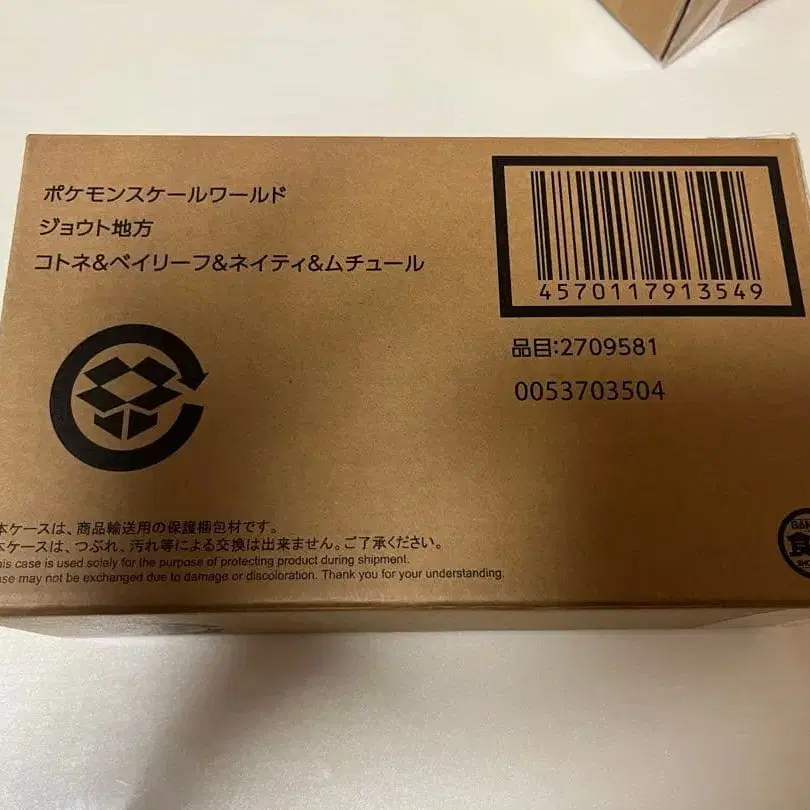 ポケモンスケールワールド
ジョウト地方
コトネ&ベイリーフ&ネイティ&ムチュール
4570117913549
品目:2709581
0053703504
本ケースは、商品輸送用の保護梱包材です。
本ケースは、つぶれ、汚れ等による交換は出来ません。ご了承ください。
his case is used solely for the purpose of protecting product during shipment.
ase may not be exchanged due to damage or discoloration. Thank you for your understanding.
食